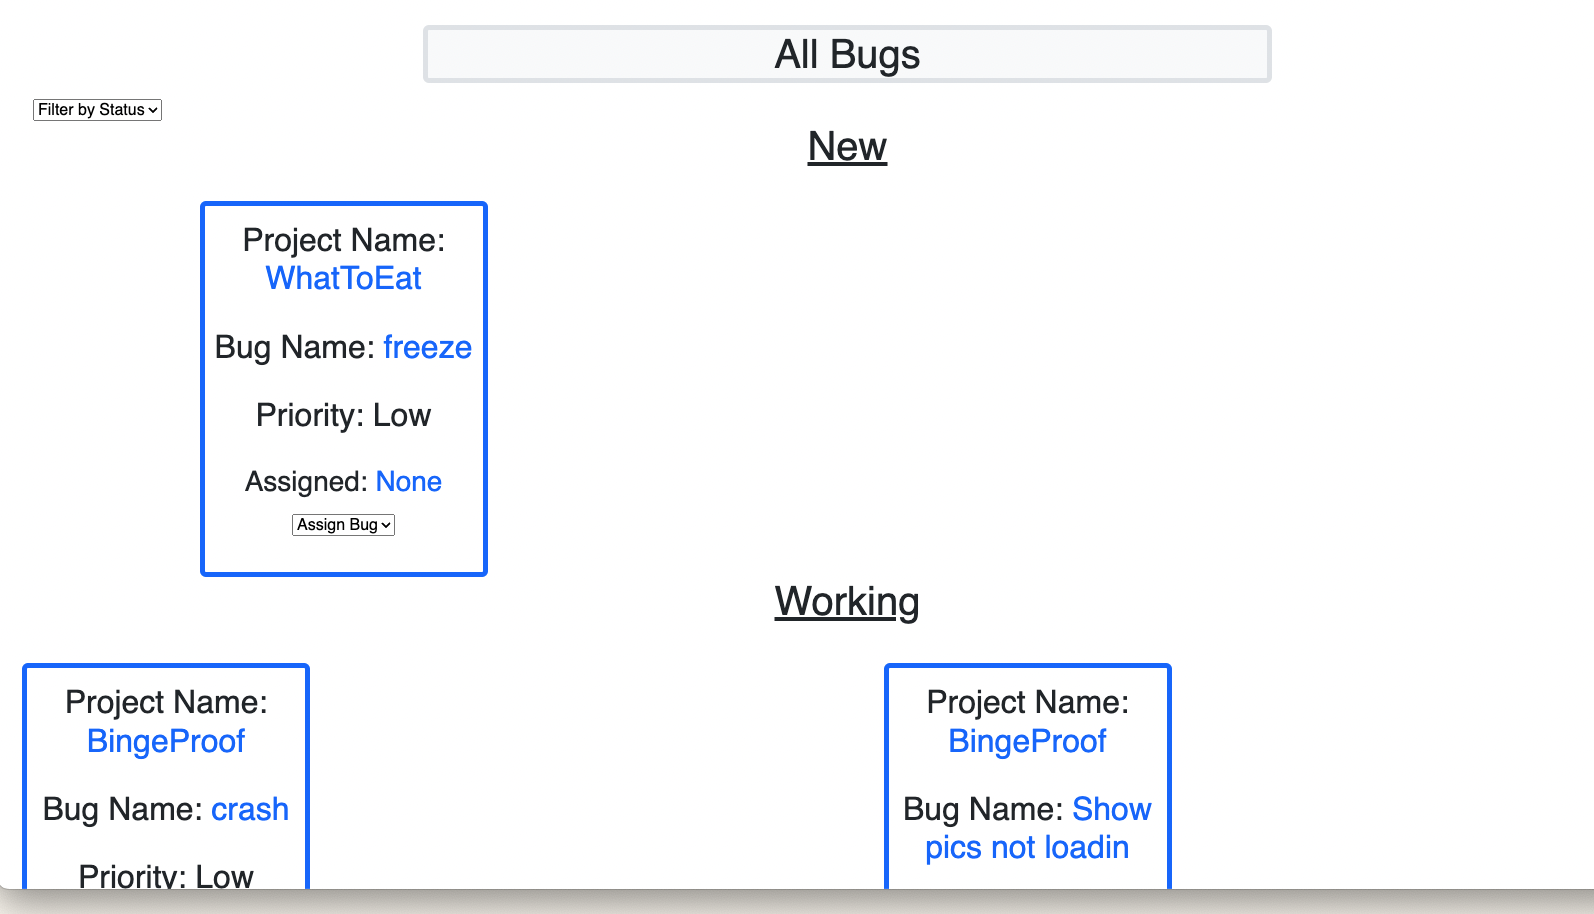 All Bugs
Filter by Status
New
Project Name:
WhatToEat
Bug Name: freeze
Priority: Low
Assigned: None
Assign Bug
Working
Project Name:
BingeProof
Bug Name: crash
Priority: Low
Project Name:
BingeProof
Bug Name: Show
pics not loadin